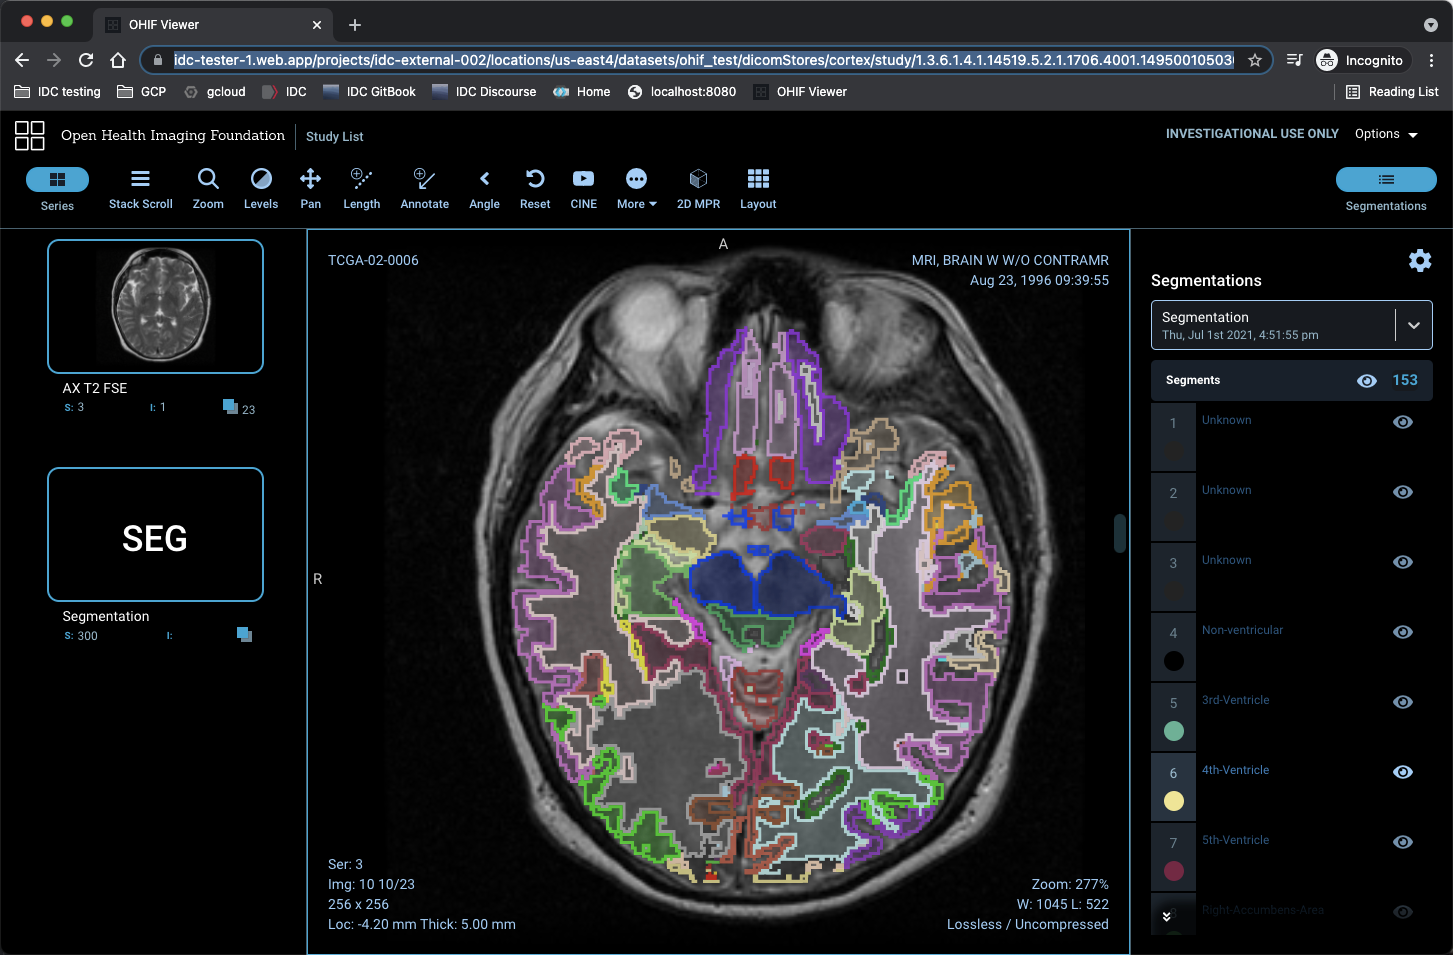 OHIF Viewer
idc-tester-1.web.app/projects/idc-external-002/locations/us-east4/datasets/ohif_test/dicomStores/cortex/study/1.3.6.1.4.1.14519.5.2.1.1706.4001.14950010503
Incognito
IDC testing GCP gcloud IDC IDC GitBook IDC Discourse Home localhost:8080 OHIF Viewer Reading List
Open Health Imaging Foundation Study List
INVESTIGATIONAL USE ONLY Options
Series Stack Scroll Zoom Levels Pan Length Annotate Angle Reset CINE More 2D MPR Layout Segmentations
AX T2 FSE
S: 3 I: 1 23
SEG
Segmentation
S: 300 I:
A
TCGA-02-0006
MRI, BRAIN W W/O CONTRAMR
Aug 23, 1996 09:39:55
R
Ser: 3
Img: 10 10/23
256 x 256
Loc: -4.20 mm Thick: 5.00 mm
Zoom: 277%
W: 1045 L: 522
Lossless / Uncompressed
Segmentations
Segmentation
Thu, Jul 1st 2021, 4:51:55 pm
Segments 153
1 Unknown
2 Unknown
3 Unknown
4 Non-ventricular
5 3rd-Ventricle
6 4th-Ventricle
7 5th-Ventricle
Right-Accumbens-Area